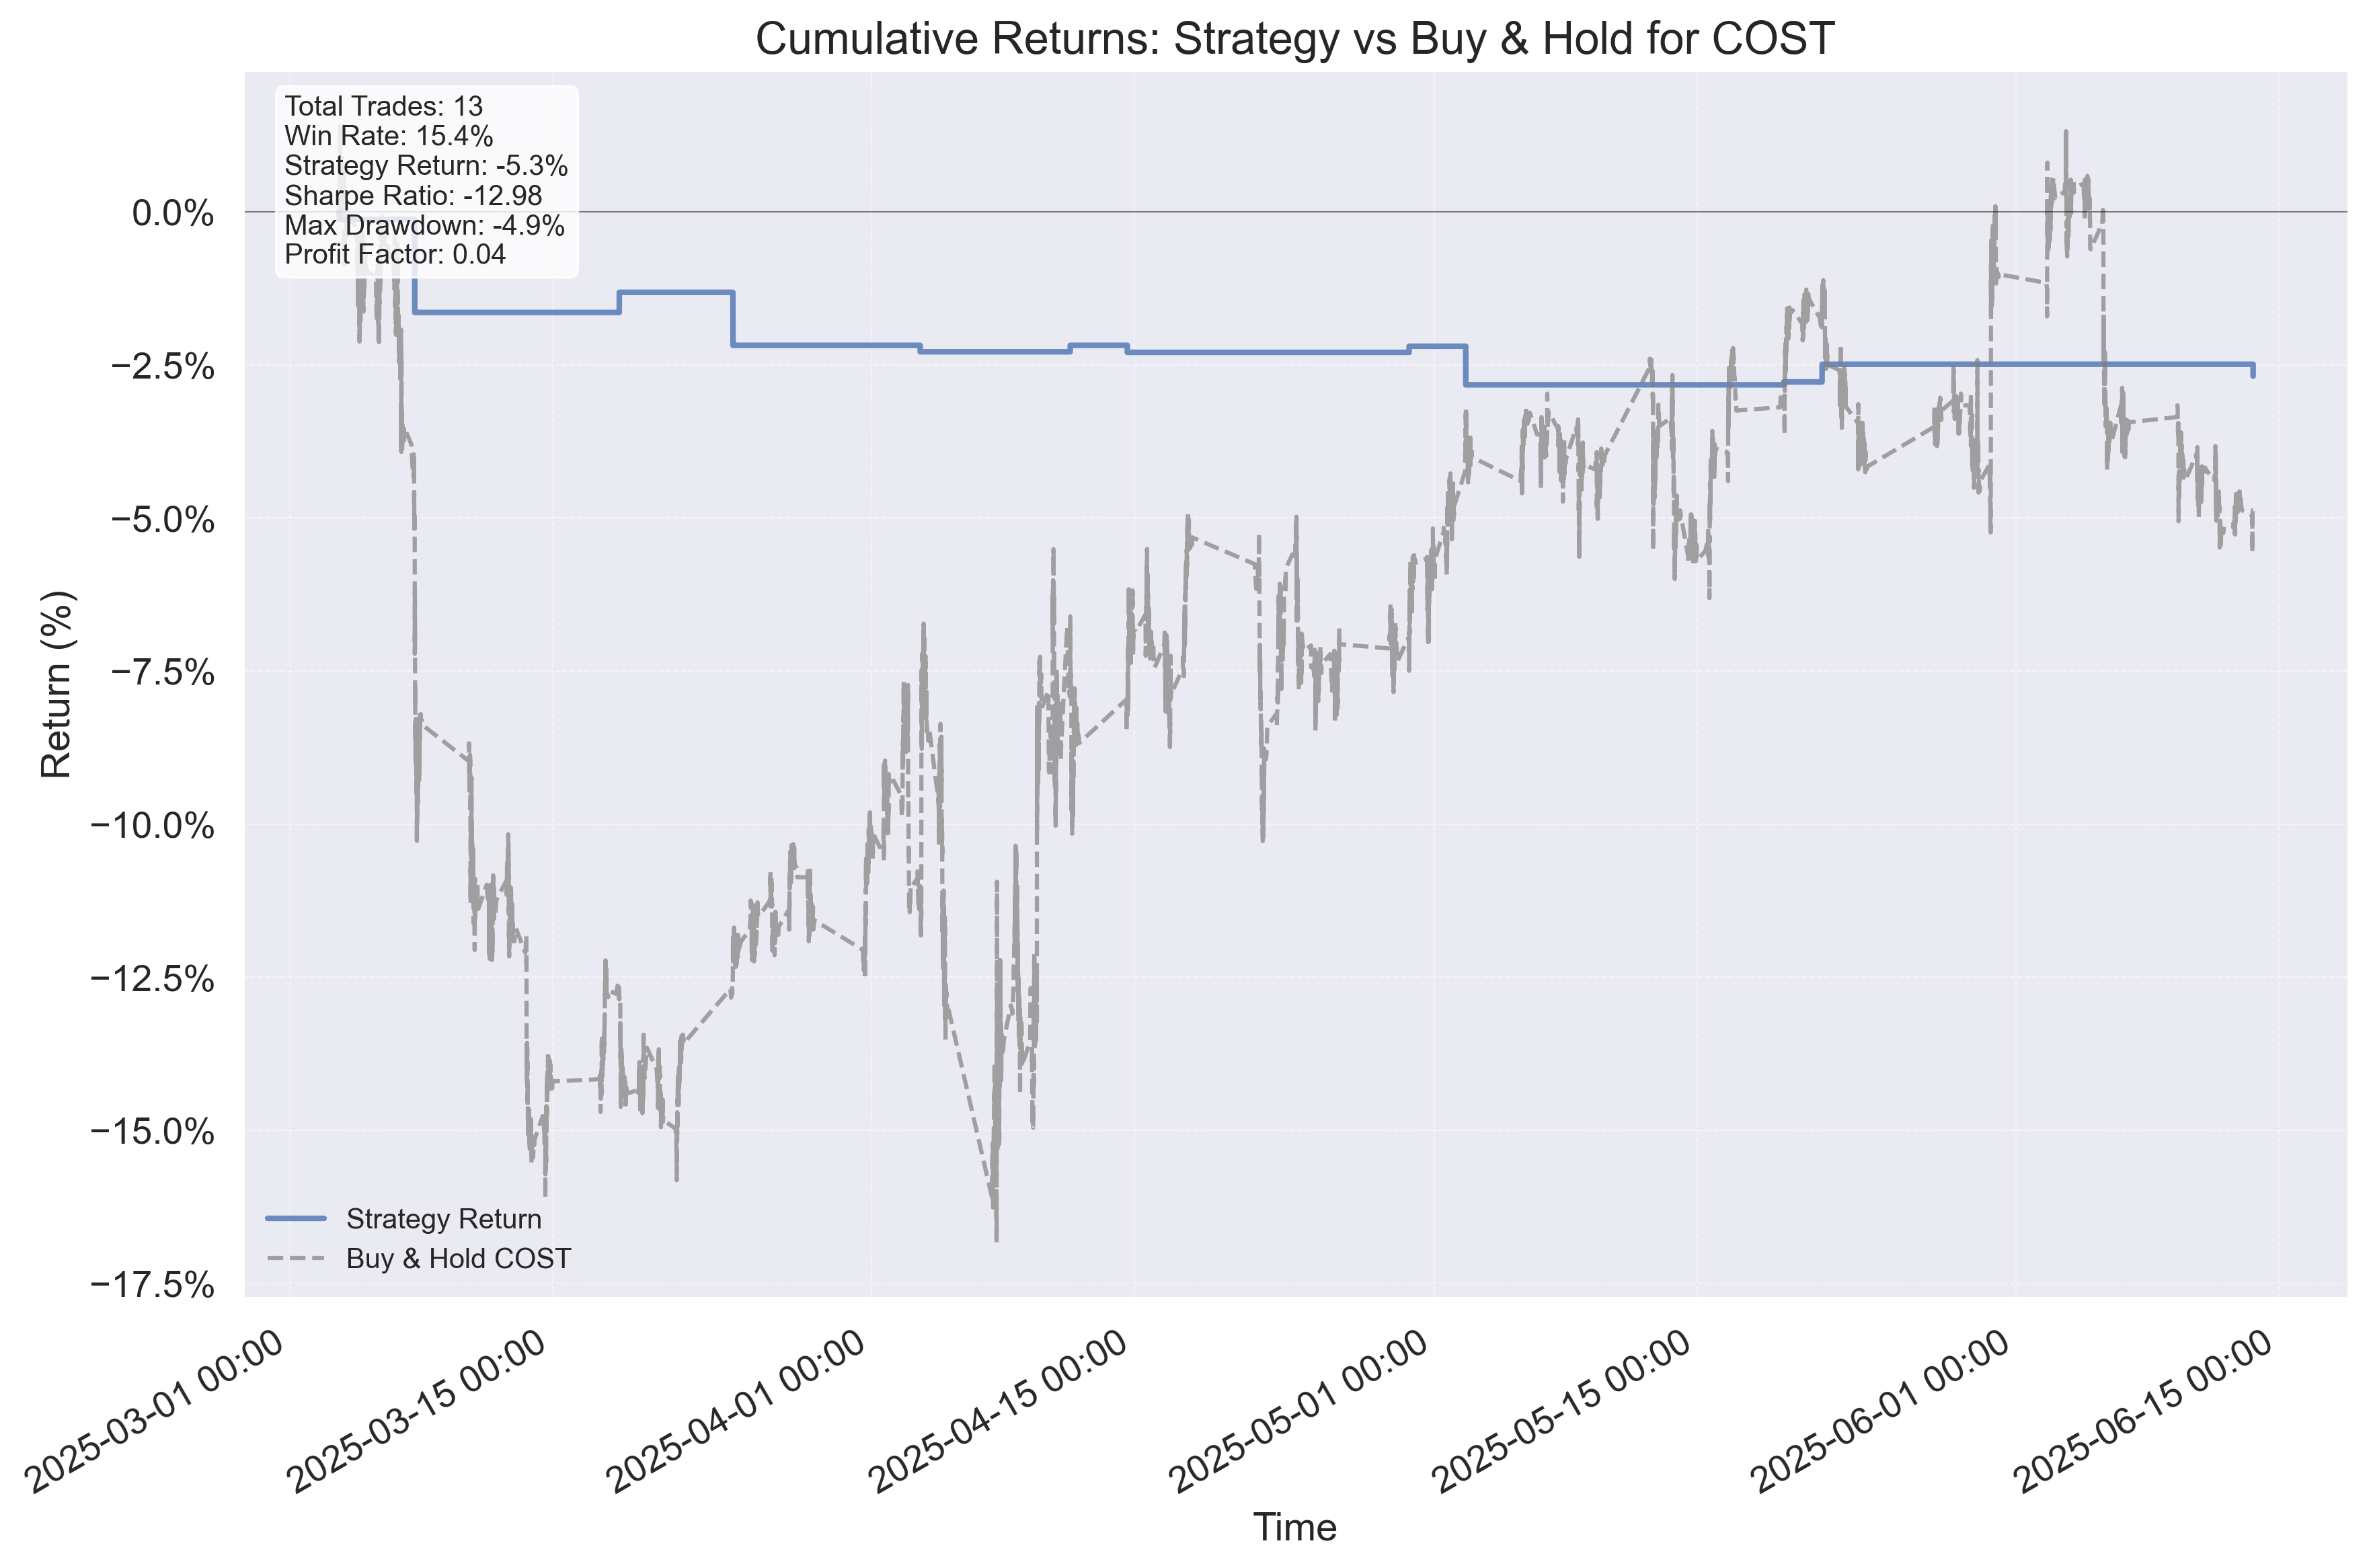 Cumulative Returns: Strategy vs Buy & Hold for COST
Total Trades: 13
Win Rate: 15.4%
Strategy Return: -5.3%
Sharpe Ratio: -12.98
Max Drawdown: -4.9%
Profit Factor: 0.04
0.0%
−2.5%
−5.0%
−7.5%
−10.0%
−12.5%
−15.0%
−17.5%
Return (%)
Strategy Return
Buy & Hold COST
2025-03-01 00:00
2025-03-15 00:00
2025-04-01 00:00
2025-04-15 00:00
2025-05-01 00:00
2025-05-15 00:00
2025-06-01 00:00
2025-06-15 00:00
Time